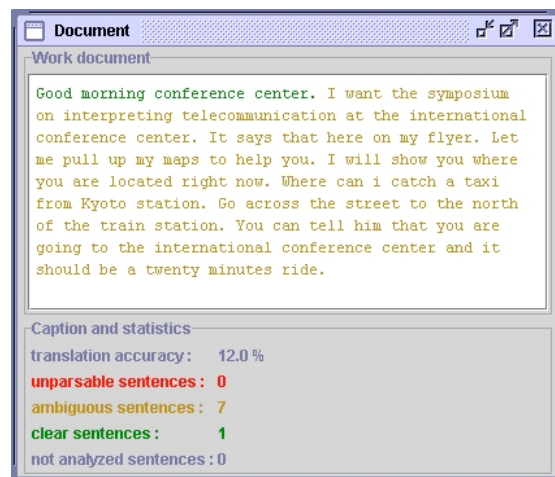 Document
Work document
Good morning conference center. I want the symposium
on interpreting telecommunication at the international
conference center. It says that here on my flyer. Let
me pull up my maps to help you. I will show you where
you are located right now. Where can i catch a taxi
from Kyoto station. Go across the street to the north
of the train station. You can tell him that you are
going to the international conference center and it
should be a twenty minutes ride.
Caption and statistics
translation accuracy : 12.0 %
unparsable sentences : 0
ambiguous sentences : 7
clear sentences : 1
not analyzed sentences : 0